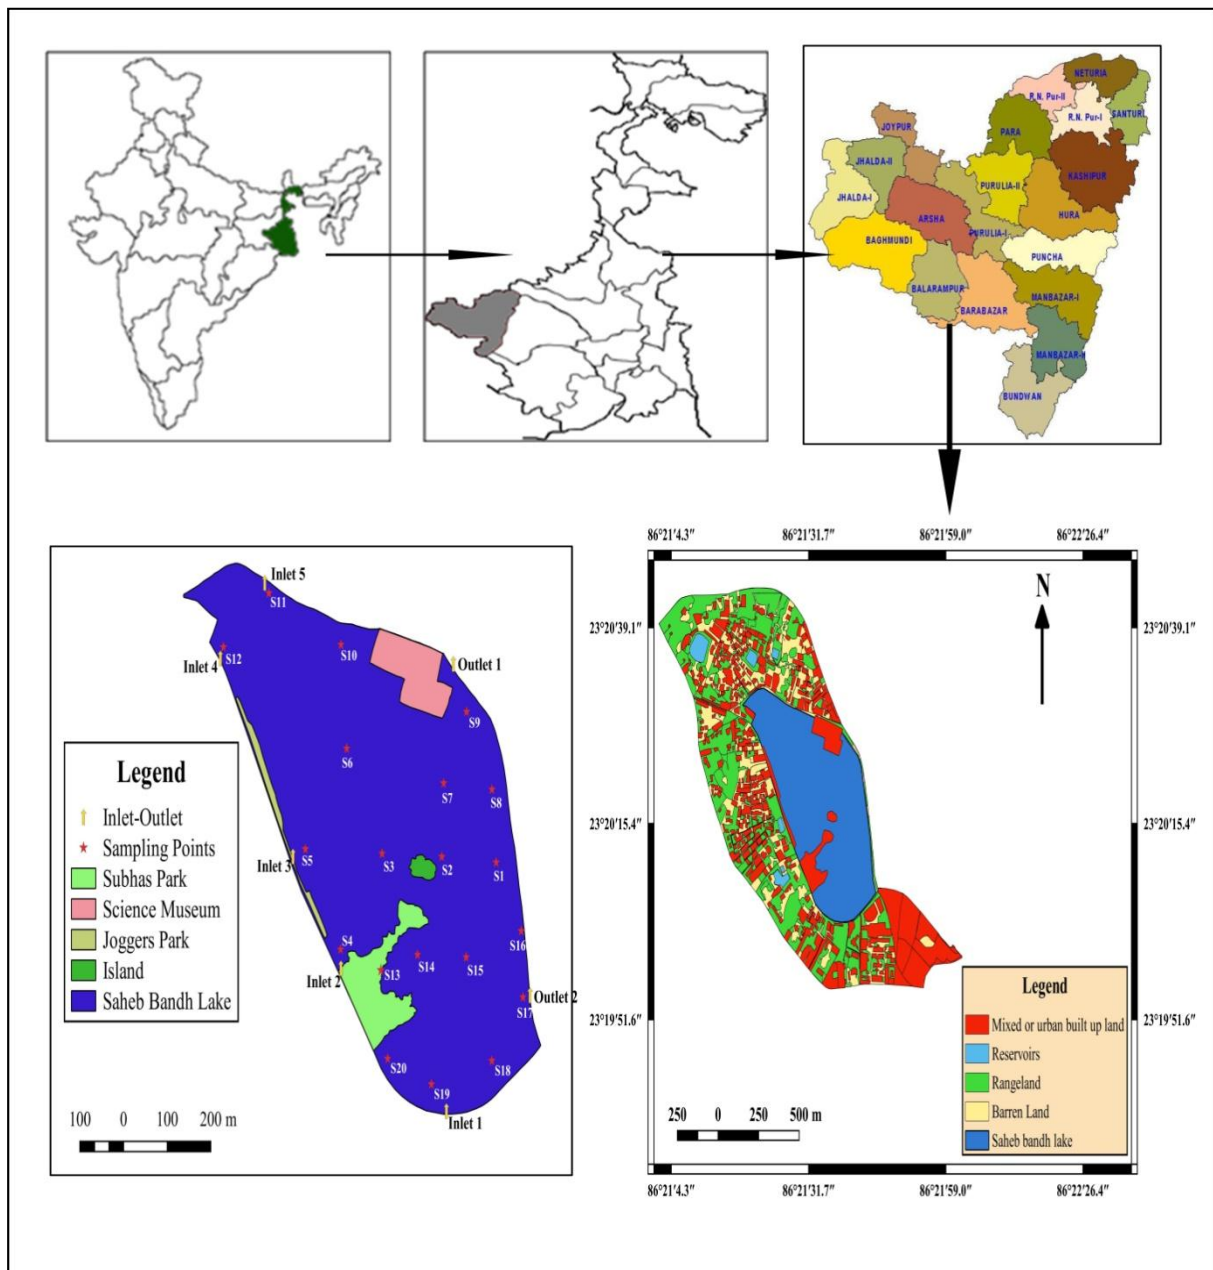 NETURIA
R.N. Pur-II
R.N. Pur-I
SANTURI
JOYPUR
PARA
JHALDA-II
PURULIA-II
KASHIPUR
JHALDA-I
ARSHA
HURA
BAGHMUNDI
PURULIA-I
PUNCHA
BALARAMPUR
MANBAZAR-I
BARABAZAR
MANBAZAR-II
BUNDWAN
Inlet 5
S11
S12
Inlet 4
S10
Outlet 1
S9
S6
S7
S8
S5
Inlet 3
S3
S2
S1
S4
Inlet 2
S13
S14
S15
S16
Outlet 2
S17
S20
S18
S19
Inlet 1
Legend
Inlet-Outlet
Sampling Points
Subhas Park
Science Museum
Joggers Park
Island
Saheb Bandh Lake
100 0 100 200 m
86°21'4.3" 86°21'31.7" 86°21'59.0" 86°22'26.4"
N
23°20'39.1" 23°20'39.1"
23°20'15.4" 23°20'15.4"
23°19'51.6" 23°19'51.6"
Legend
Mixed or urban built up land
Reservoirs
Rangeland
Barren Land
Saheb bandh lake
250 0 250 500 m
86°21'4.3" 86°21'31.7" 86°21'59.0" 86°22'26.4"